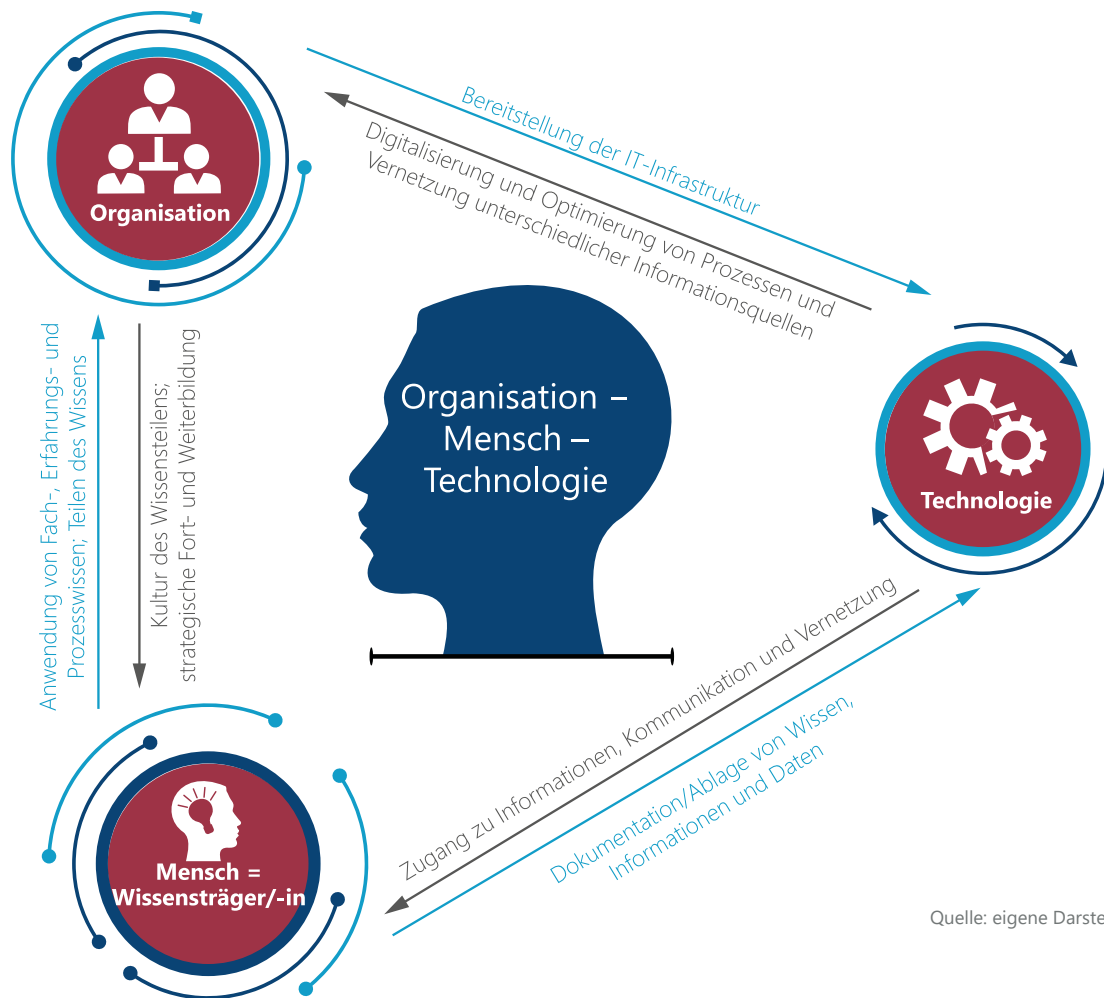 Organisation
Bereitstellung der IT-Infrastruktur
Digitalisierung und Optimierung von Prozessen und
Vernetzung unterschiedlicher Informationsquellen
Organisation –
Mensch –
Technologie
Technologie
Anwendung von Fach-, Erfahrungs- und
Prozesswissen; Teilen des Wissens
Kultur des Wissensteilens;
strategische Fort- und Weiterbildung
Zugang zu Informationen, Kommunikation und Vernetzung
Dokumentation/Ablage von Wissen,
Informationen und Daten
Mensch =
Wissensträger/-in
Quelle: eigene Darste